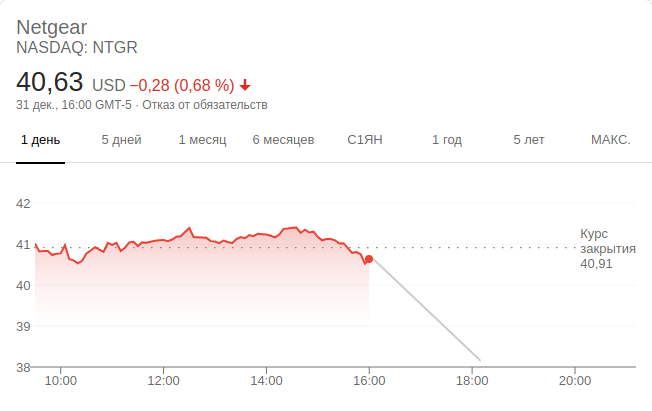 Netgear
NASDAQ: NTGR
40,63 USD −0,28 (0,68 %)
31 дек., 16:00 GMT-5 · Отказ от обязательств
1 день 5 дней 1 месяц 6 месяцев С1ЯН 1 год 5 лет МАКС.
42
41
40
39
38
Курс
закрытия
40,91
10:00 12:00 14:00 16:00 18:00 20:00